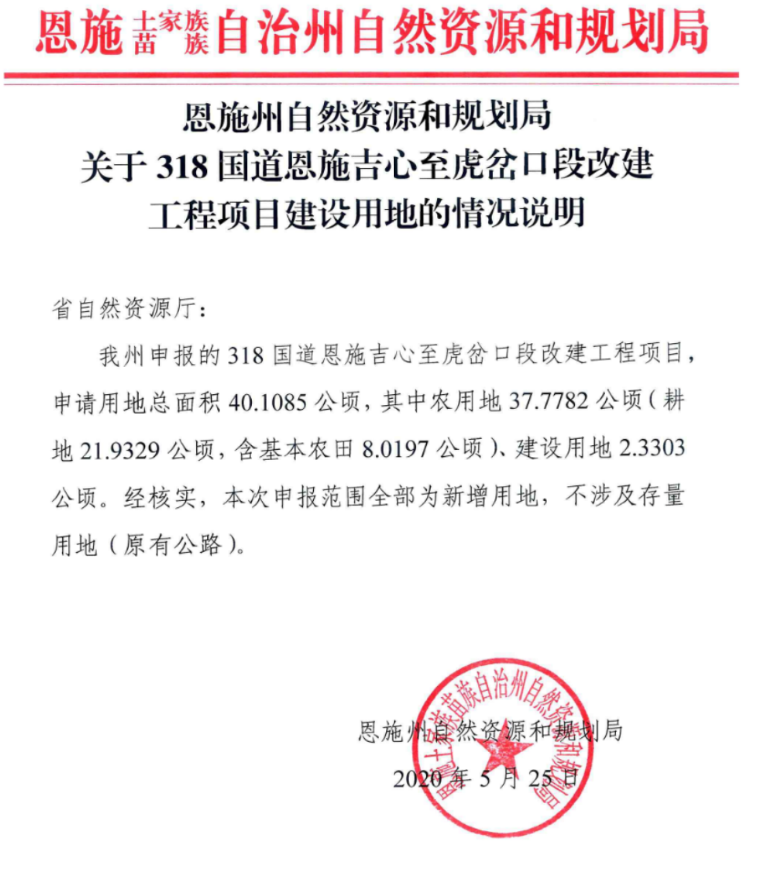 恩施土家族苗族自治州自然资源和规划局
恩施州自然资源和规划局
关于 318 国道恩施吉心至虎岔口段改建
工程项目建设用地的情况说明
省自然资源厅：
我州申报的 318 国道恩施吉心至虎岔口段改建工程项目，
申请用地总面积 40.1085 公顷，其中农用地 37.7782 公顷（耕
地 21.9329 公顷，含基本农田 8.0197 公顷）、建设用地 2.3303
公顷。经核实，本次申报范围全部为新增用地，不涉及存量
用地（原有公路）。
恩施州自然资源和规划局
2020 年 5 月 25 日
恩施土家族苗族自治州自然资源和规划局